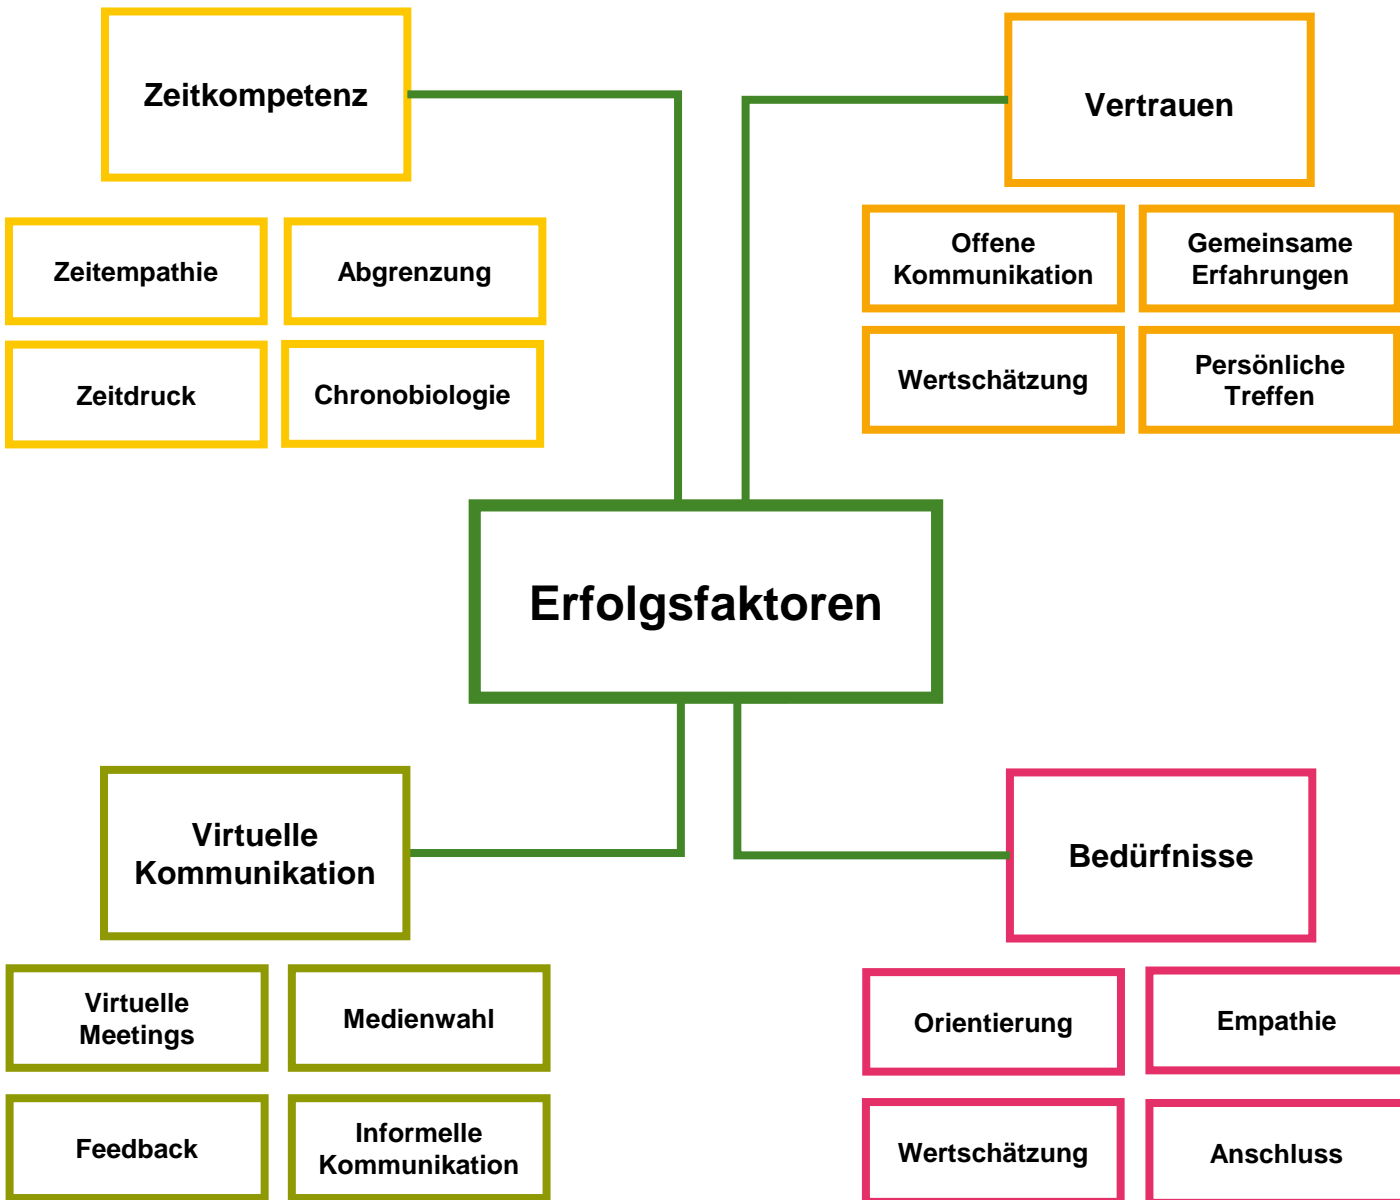 Zeitkompetenz
Zeitempathie
Abgrenzung
Zeitdruck
Chronobiologie
Vertrauen
Offene
Kommunikation
Gemeinsame
Erfahrungen
Wertschätzung
Persönliche
Treffen
Erfolgsfaktoren
Virtuelle
Kommunikation
Virtuelle
Meetings
Medienwahl
Feedback
Informelle
Kommunikation
Bedürfnisse
Orientierung
Empathie
Wertschätzung
Anschluss